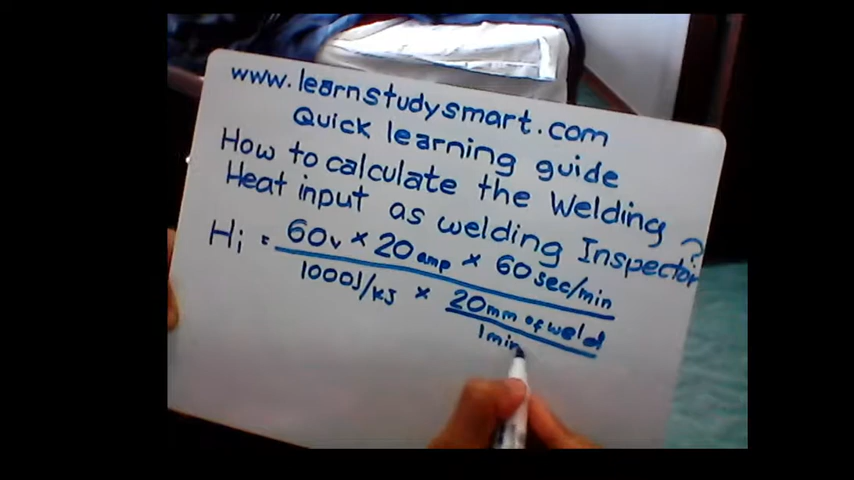 www.learnstudysmart.com
Quick learning guide
How to calculate the Welding
Heat input as welding Inspector?
Hi = 60v × 20amp × 60sec/min
1000J/kJ × 20mm of weld
1min